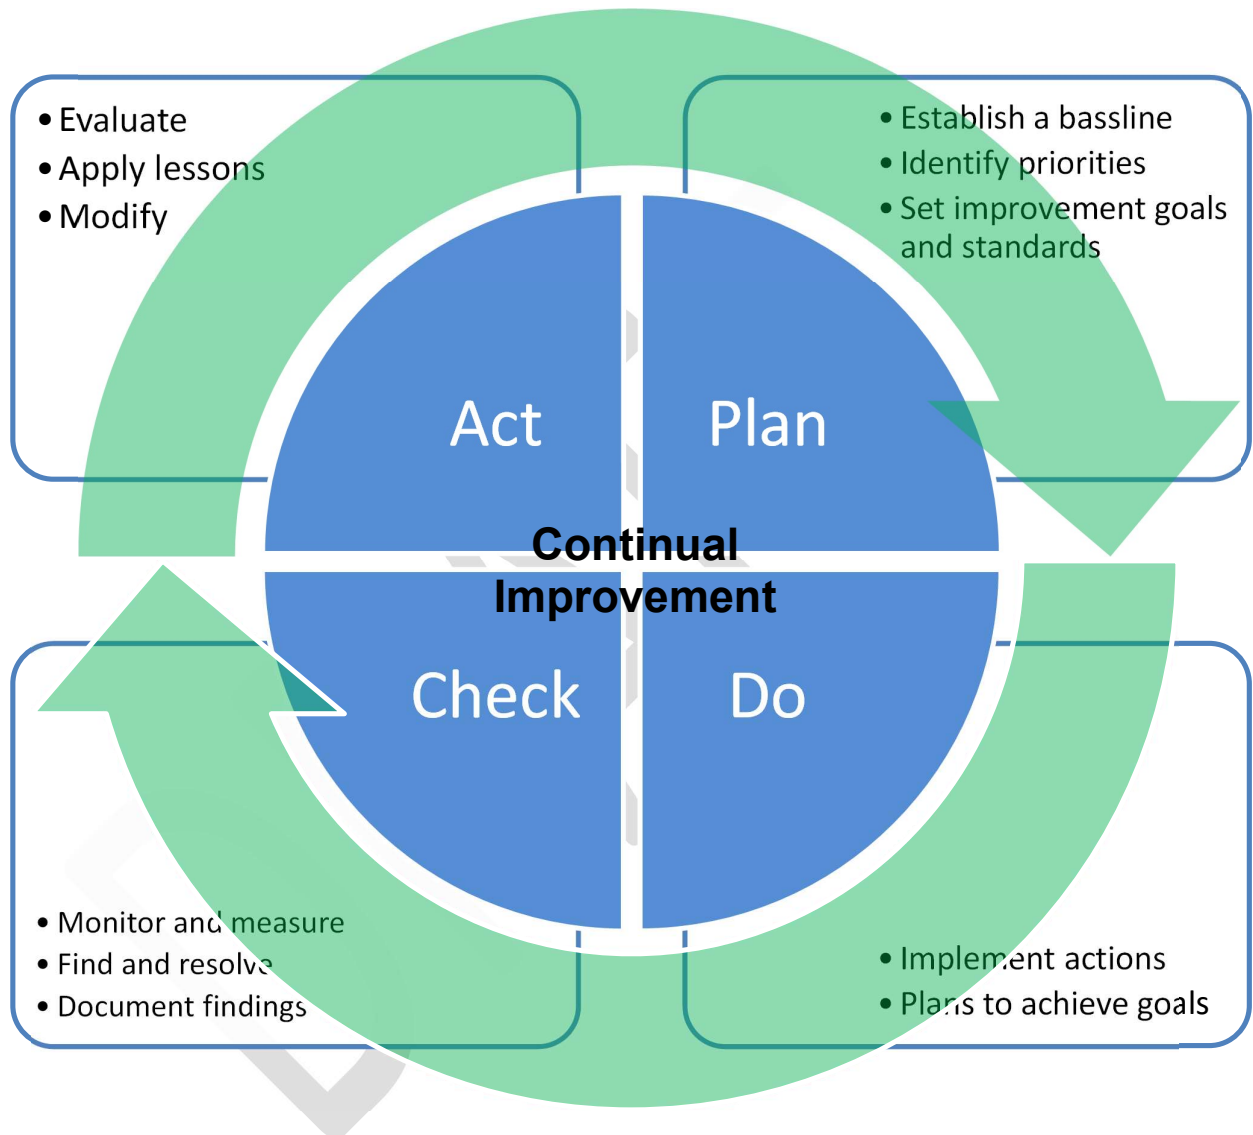 • Evaluate
• Apply lessons
• Modify
• Establish a bassline
• Identify priorities
• Set improvement goals
and standards
Act
Plan
Continual
Improvement
Check
Do
• Monitor and measure
• Find and resolve
• Document findings
• Implement actions
• Plans to achieve goals